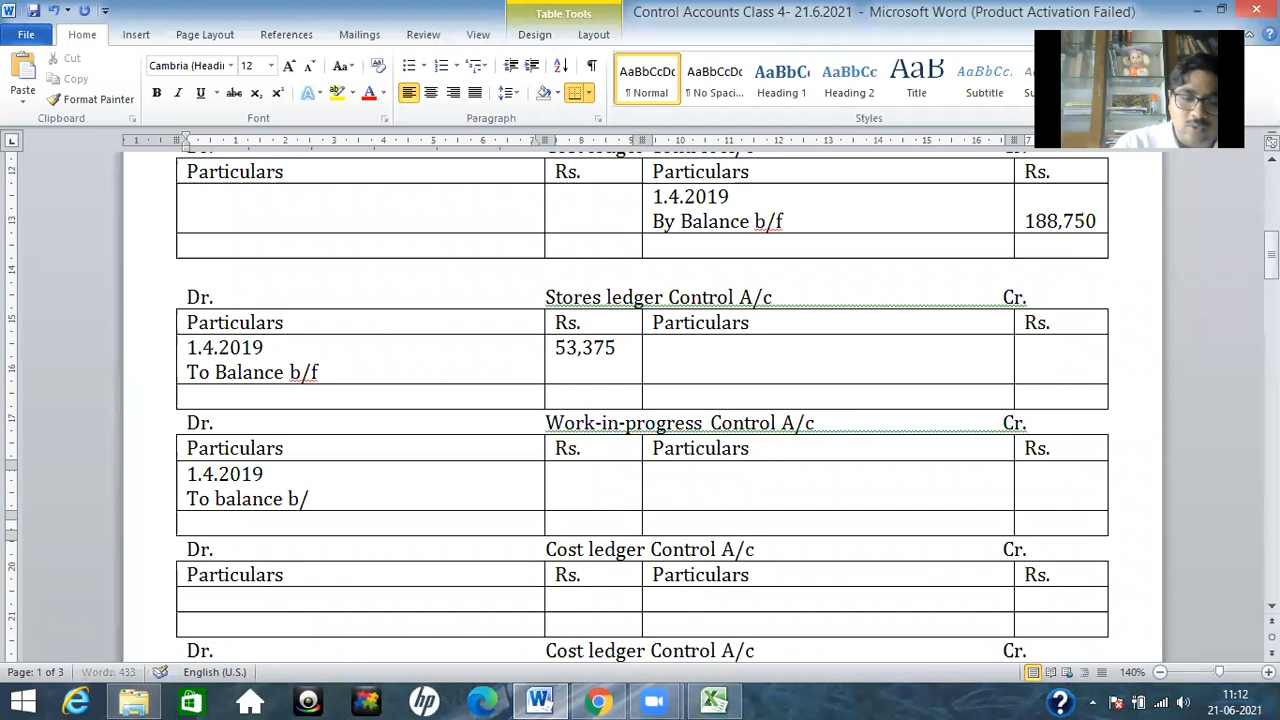 Table Tools
Control Accounts Class 4- 21.6.2021 - Microsoft Word (Product Activation Failed)
File Home Insert Page Layout References Mailings Review View Design Layout
Paste
Cut
Copy
Format Painter
Clipboard
Cambria (Headi 12
Font
Paragraph
AaBbCcDc AaBbCcDc AaBbCc AaBbCc AaB AaBbCcL
¶ Normal ¶ No Spaci... Heading 1 Heading 2 Title Subtitle
Styles
Particulars Rs. Particulars Rs.
1.4.2019
By Balance b/f 188,750
Dr. Stores ledger Control A/c Cr.
Particulars Rs. Particulars Rs.
1.4.2019 53,375
To Balance b/f
Dr. Work-in-progress Control A/c Cr.
Particulars Rs. Particulars Rs.
1.4.2019
To balance b/
Dr. Cost ledger Control A/c Cr.
Particulars Rs. Particulars Rs.
Dr. Cost ledger Control A/c Cr.
Page: 1 of 3 Words: 433 English (U.S.) 140%
11:12
21-06-2021